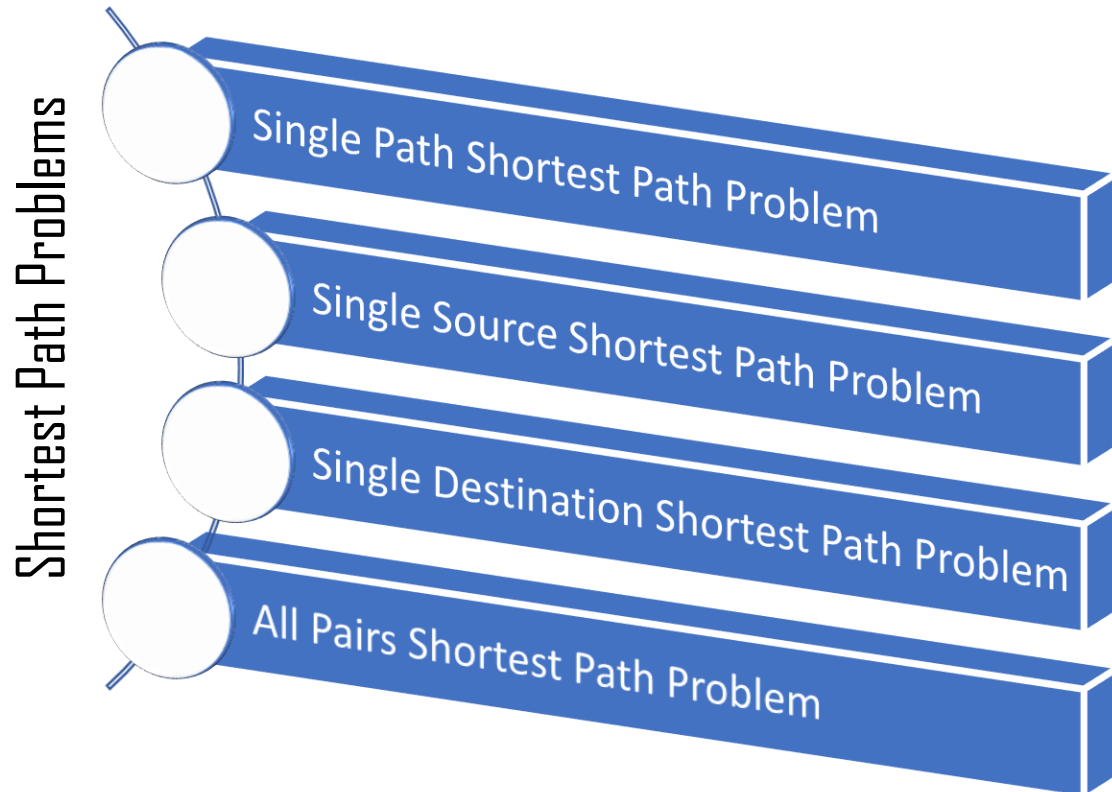 Shortest Path Problems
Single Path Shortest Path Problem
Single Source Shortest Path Problem
Single Destination Shortest Path Problem
All Pairs Shortest Path Problem